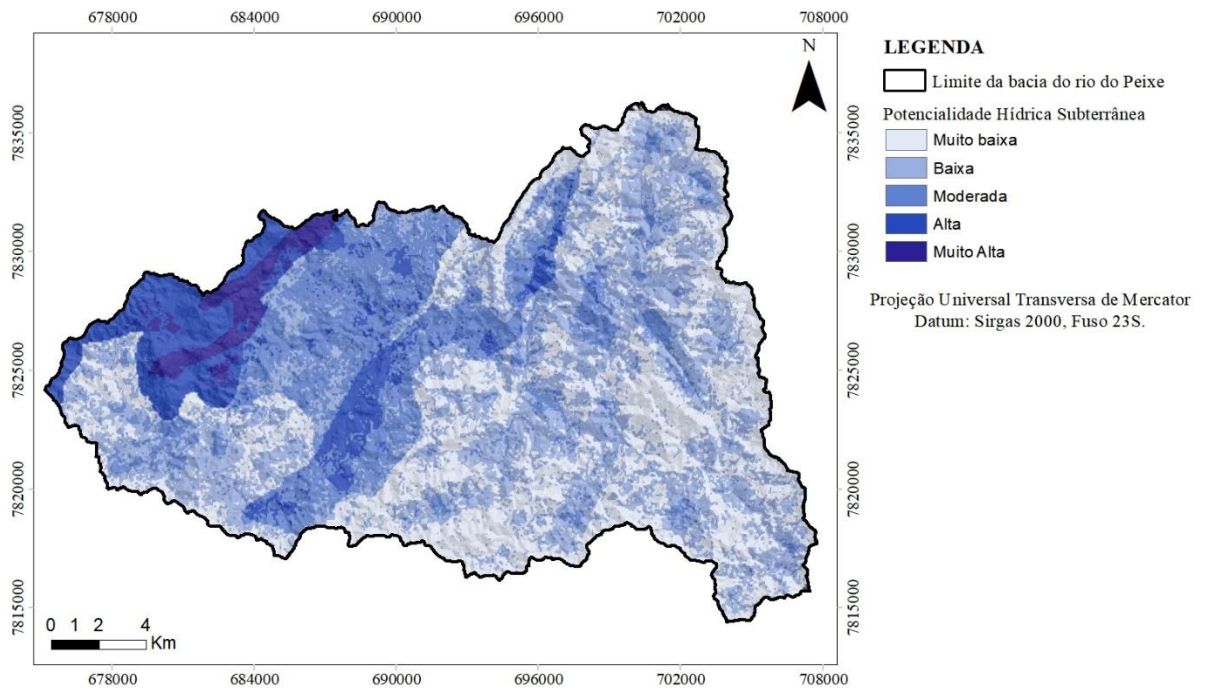 678000 684000 690000 696000 702000 708000
N
7835000 7835000
7830000 7830000
7825000 7825000
7820000 7820000
7815000 7815000
0 1 2 4
Km
678000 684000 690000 696000 702000 708000
LEGENDA
Limite da bacia do rio do Peixe
Potencialidade Hídrica Subterrânea
Muito baixa
Baixa
Moderada
Alta
Muito Alta
Projeção Universal Transversa de Mercator
Datum: Sirgas 2000, Fuso 23S.